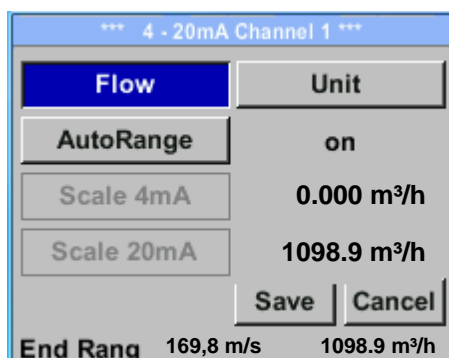 *** 4 - 20mA Channel 1 ***
Flow Unit
AutoRange on
Scale 4mA 0.000 m³/h
Scale 20mA 1098.9 m³/h
Save Cancel
End Rang 169,8 m/s 1098.9 m³/h